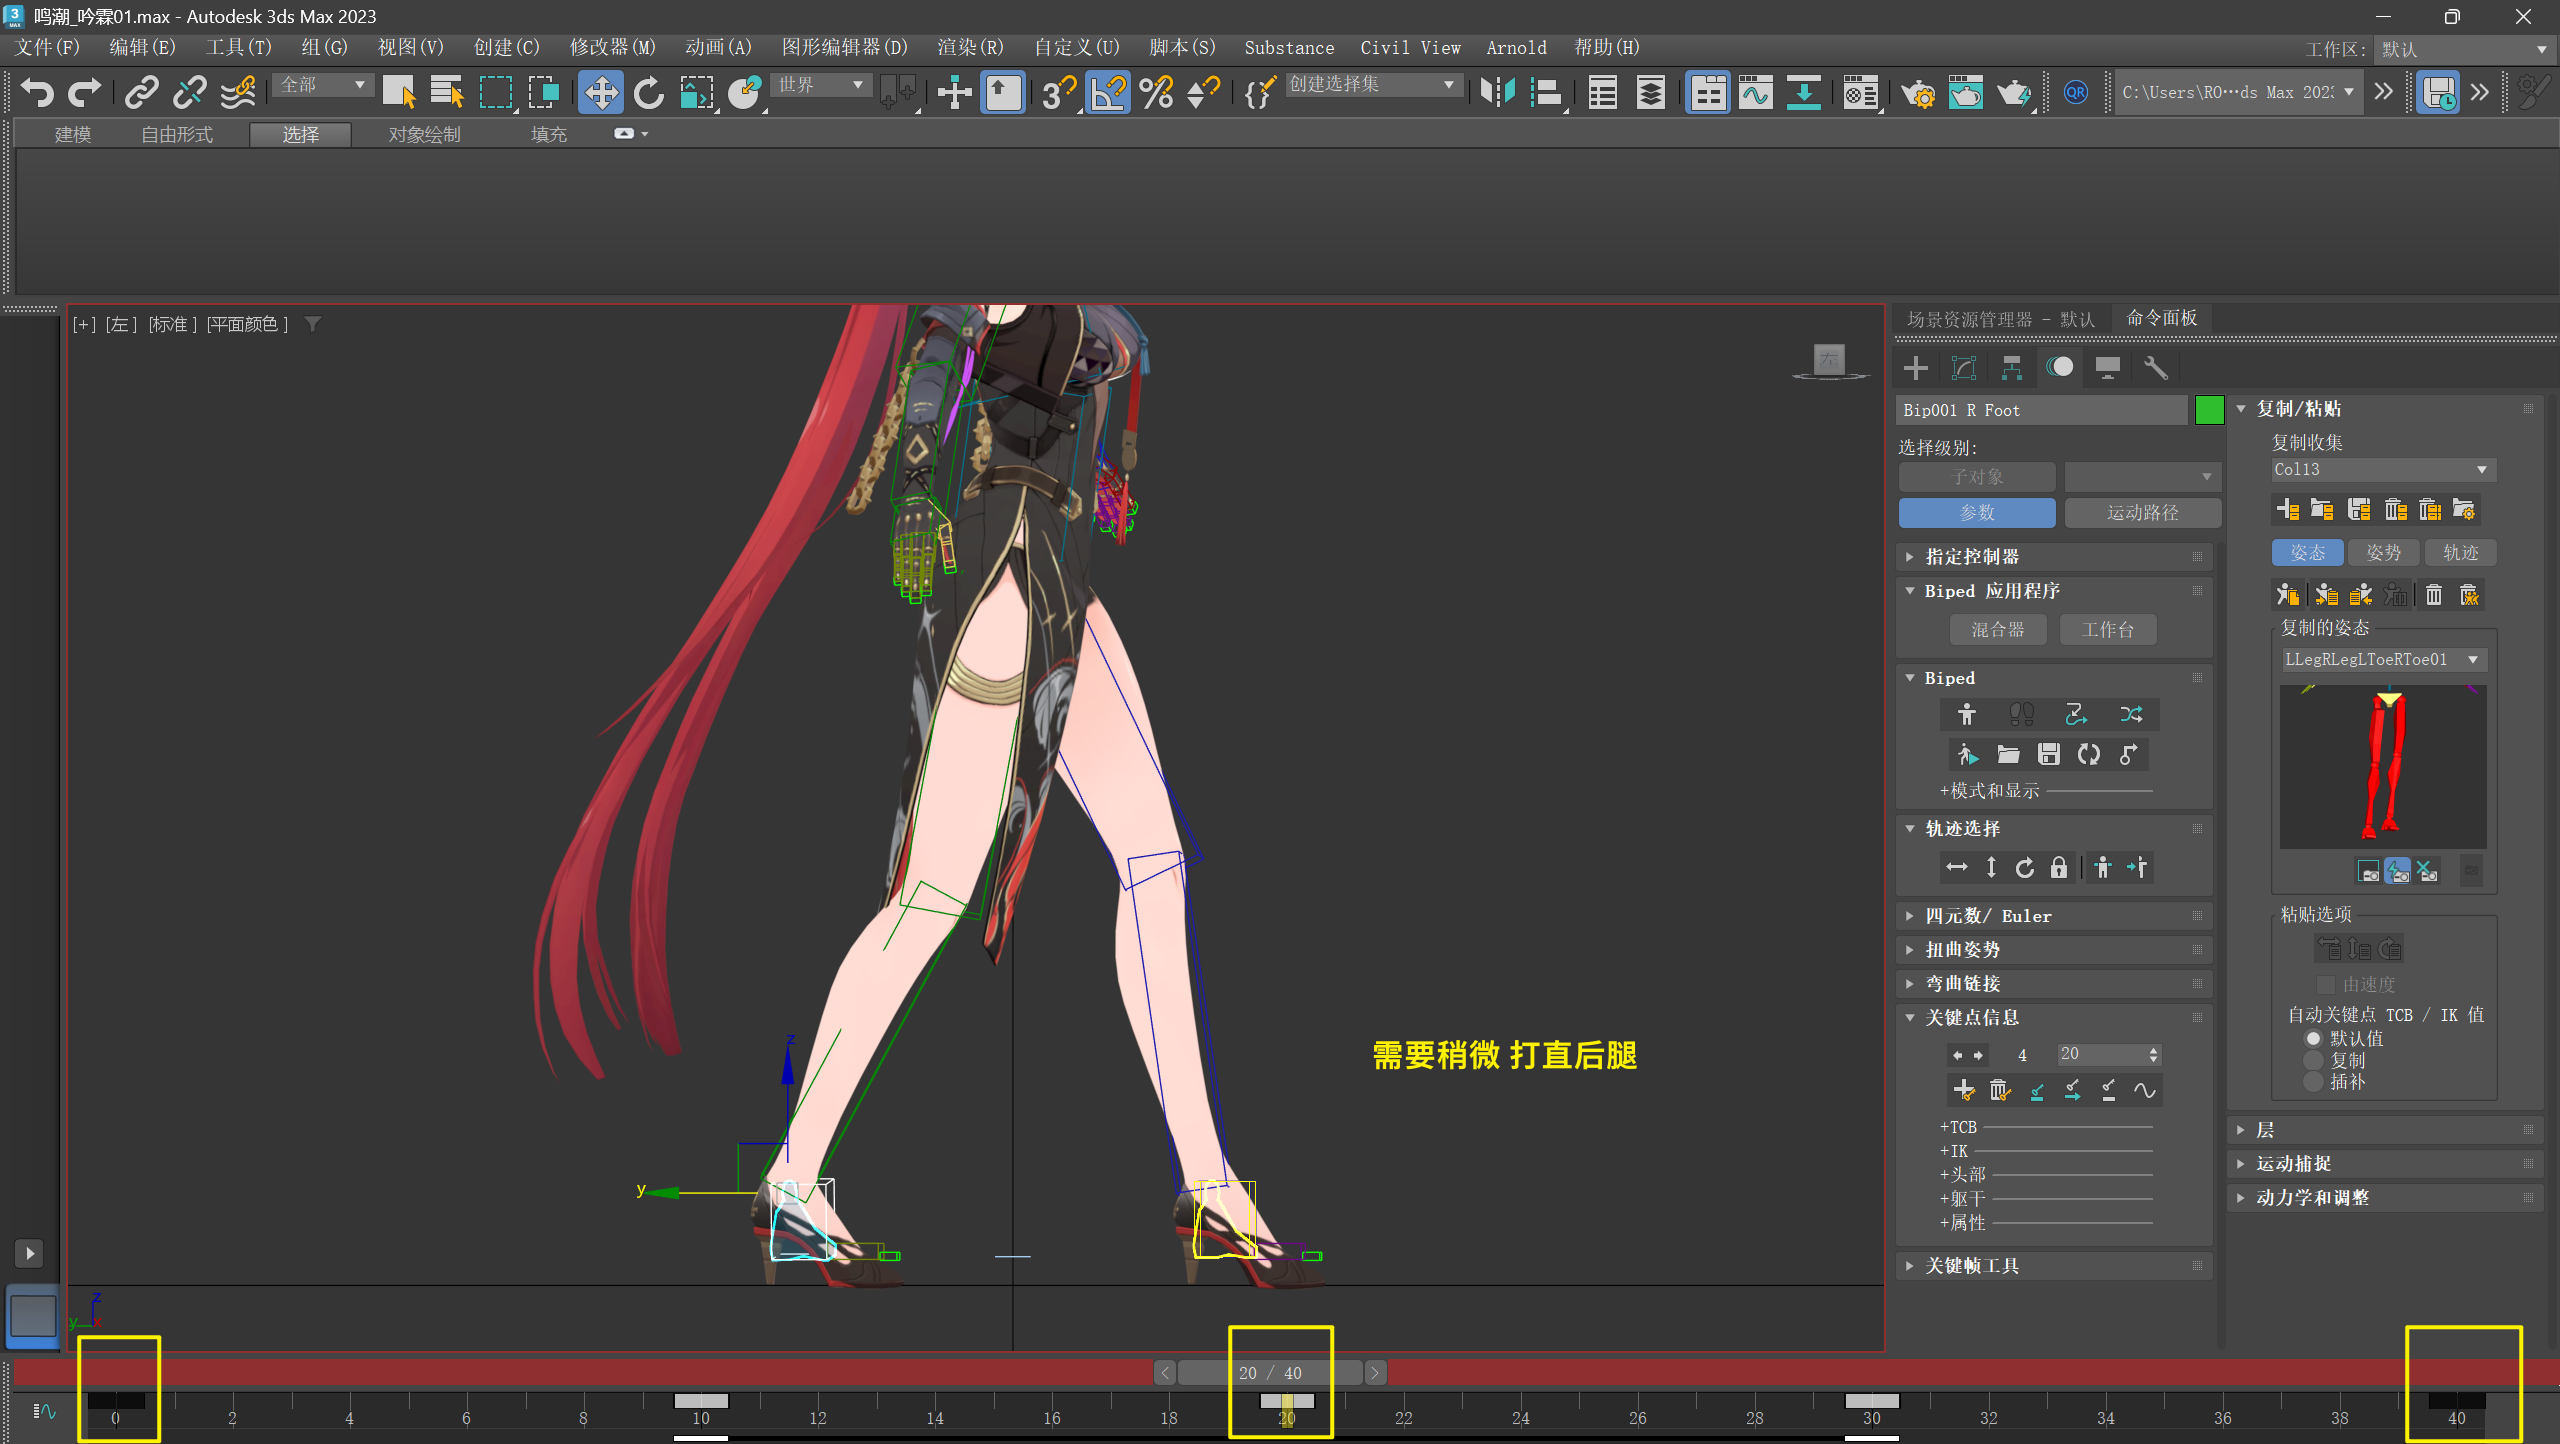 鸣潮_吟霖01.max - Autodesk 3ds Max 2023
文件(F) 编辑(E) 工具(T) 组(G) 视图(V) 创建(C) 修改器(M) 动画(A) 图形编辑器(D) 渲染(R) 自定义(U) 脚本(S) Substance Civil View Arnold 帮助(H) 工作区: 默认
全部 世界 创建选择集 QR C:\Users\RO···ds Max 202
建模 自由形式 选择 对象绘制 填充
[+] [左] [标准] [平面颜色]
左
场景资源管理器 - 默认 命令面板
Bip001 R Foot
选择级别:
子对象
参数 运动路径
指定控制器
Biped 应用程序
混合器 工作台
Biped
+模式和显示
轨迹选择
四元数/ Euler
扭曲姿势
弯曲链接
关键点信息
4 20
+TCB
+IK
+头部
+躯干
+属性
关键帧工具
复制/粘贴
复制收集
Col13
姿态 姿势 轨迹
复制的姿态
LLegRLegLToeRToe01
粘贴选项
由速度
自动关键点 TCB / IK 值
默认值
复制
插补
层
运动捕捉
动力学和调整
需要稍微 打直后腿
z
y
z
y x
20 / 40
0 2 4 6 8 10 12 14 16 18 20 22 24 26 28 30 32 34 36 38 40